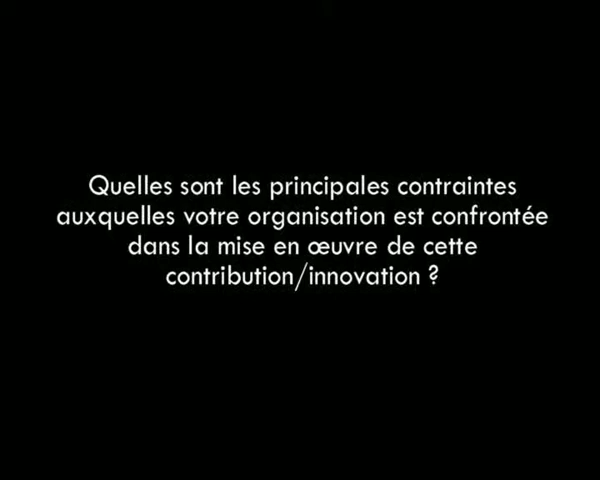 Quelles sont les principales contraintes
auxquelles votre organisation est confrontée
dans la mise en œuvre de cette
contribution/innovation ?